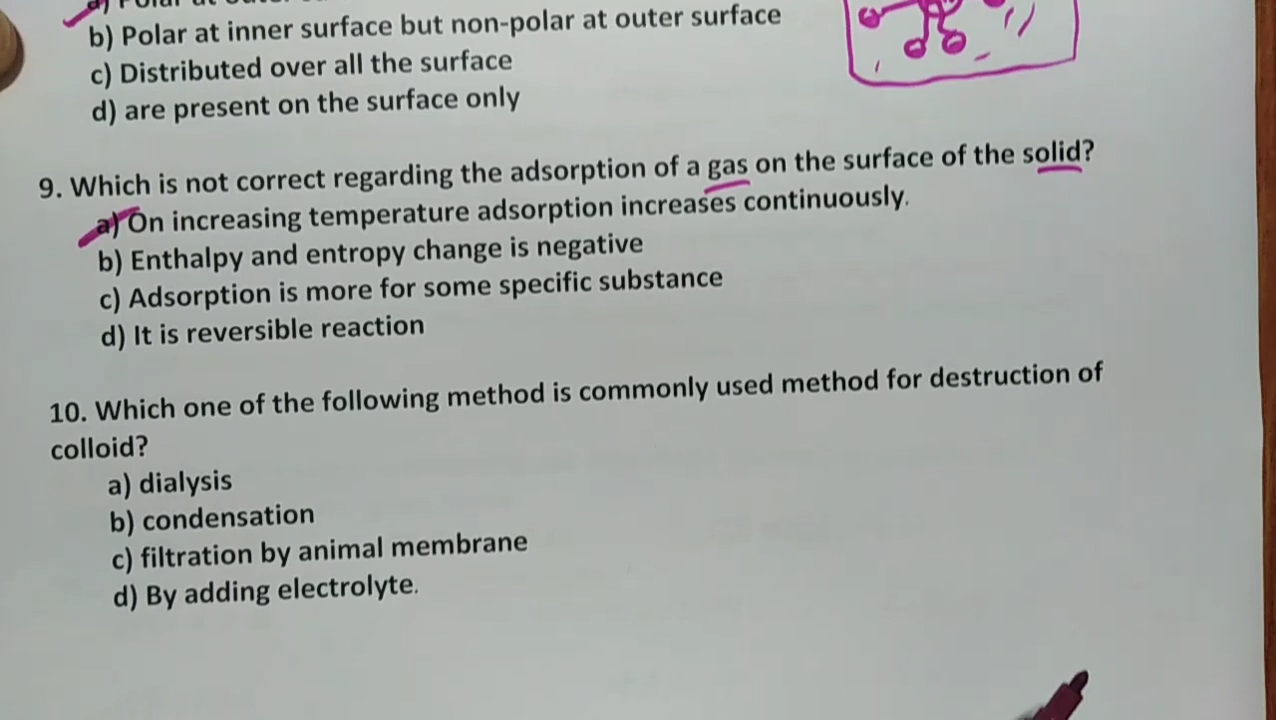 b) Polar at inner surface but non-polar at outer surface
c) Distributed over all the surface
d) are present on the surface only
9. Which is not correct regarding the adsorption of a gas on the surface of the solid?
a) On increasing temperature adsorption increases continuously.
b) Enthalpy and entropy change is negative
c) Adsorption is more for some specific substance
d) It is reversible reaction
10. Which one of the following method is commonly used method for destruction of
colloid?
a) dialysis
b) condensation
c) filtration by animal membrane
d) By adding electrolyte.